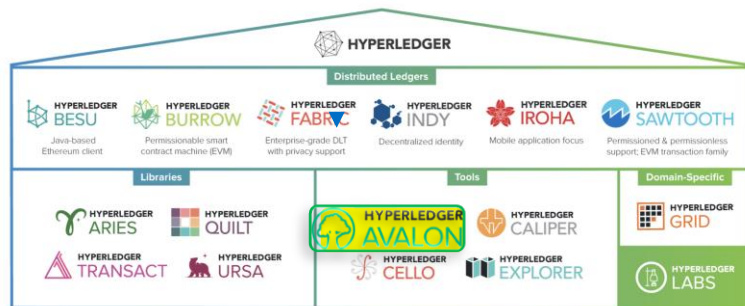 HYPERLEDGER
Distributed Ledgers
HYPERLEDGER
BESU
Java-based
Ethereum client
HYPERLEDGER
BURROW
Permissionable smart
contract machine (EVM)
HYPERLEDGER
FABRIC
Enterprise-grade DLT
with privacy support
HYPERLEDGER
INDY
Decentralized identity
HYPERLEDGER
IROHA
Mobile application focus
HYPERLEDGER
SAWTOOTH
Permissioned & permissionless
support; EVM transaction family
Libraries
HYPERLEDGER
ARIES
HYPERLEDGER
QUILT
HYPERLEDGER
TRANSACT
HYPERLEDGER
URSA
Tools
HYPERLEDGER
AVALON
HYPERLEDGER
CALIPER
HYPERLEDGER
CELLO
HYPERLEDGER
EXPLORER
Domain-Specific
HYPERLEDGER
GRID
HYPERLEDGER
LABS